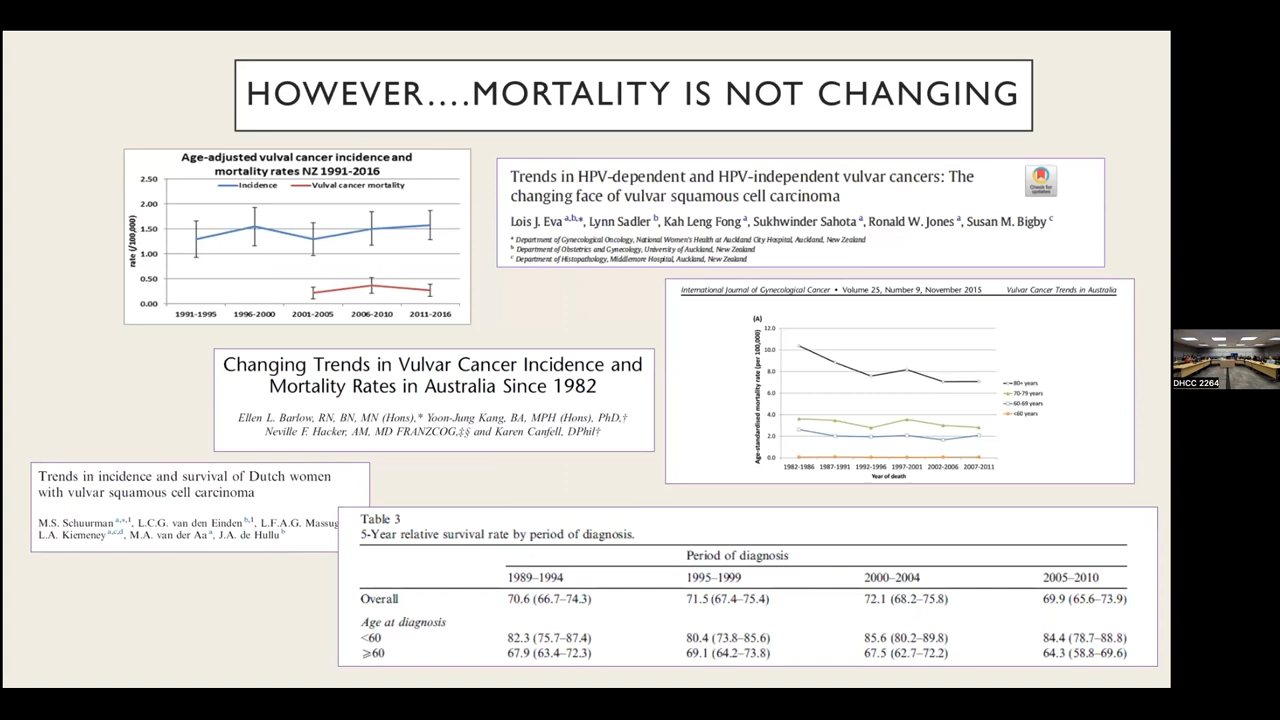 HOWEVER....MORTALITY IS NOT CHANGING
Age-adjusted vulval cancer incidence and
mortality rates NZ 1991-2016
Incidence
Vulval cancer mortality
rate (/100,000)
2.50
2.00
1.50
1.00
0.50
0.00
1991-1995 1996-2000 2001-2005 2006-2010 2011-2016
Trends in HPV-dependent and HPV-independent vulvar cancers: The
changing face of vulvar squamous cell carcinoma
Check for
updates
Lois J. Eva a,b,*, Lynn Sadler b, Kah Leng Fong a, Sukhwinder Sahota a, Ronald W. Jones a, Susan M. Bigby c
a Department of Gynecological Oncology, National Women's Health at Auckland City Hospital, Auckland, New Zealand
b Department of Obstetrics and Gynecology, University of Auckland, New Zealand
c Department of Histopathology, Middlemore Hospital, Auckland, New Zealand
International Journal of Gynecological Cancer • Volume 25, Number 9, November 2015
Vulvar Cancer Trends in Australia
(A)
Age-standardised mortality rate (per 100,000)
12.0
10.0
8.0
6.0
4.0
2.0
0.0
1982-1986 1987-1991 1992-1996 1997-2001 2002-2006 2007-2011
Year of death
80+ years
70-79 years
60-69 years
<60 years
Changing Trends in Vulvar Cancer Incidence and
Mortality Rates in Australia Since 1982
Ellen L. Barlow, RN, BN, MN (Hons),* Yoon-Jung Kang, BA, MPH (Hons), PhD,†
Neville F. Hacker, AM, MD FRANZCOG,‡§ and Karen Canfell, DPhil†
Trends in incidence and survival of Dutch women
with vulvar squamous cell carcinoma
M.S. Schuurman a,*,1, L.C.G. van den Einden b,1, L.F.A.G. Massug
L.A. Kiemeney a,c,d, M.A. van der Aa a, J.A. de Hullu b
Table 3
5-Year relative survival rate by period of diagnosis.
Period of diagnosis
1989–1994 1995–1999 2000–2004 2005–2010
Overall 70.6 (66.7–74.3) 71.5 (67.4–75.4) 72.1 (68.2–75.8) 69.9 (65.6–73.9)
Age at diagnosis
<60 82.3 (75.7–87.4) 80.4 (73.8–85.6) 85.6 (80.2–89.8) 84.4 (78.7–88.8)
⩾60 67.9 (63.4–72.3) 69.1 (64.2–73.8) 67.5 (62.7–72.2) 64.3 (58.8–69.6)
DHCC 2264